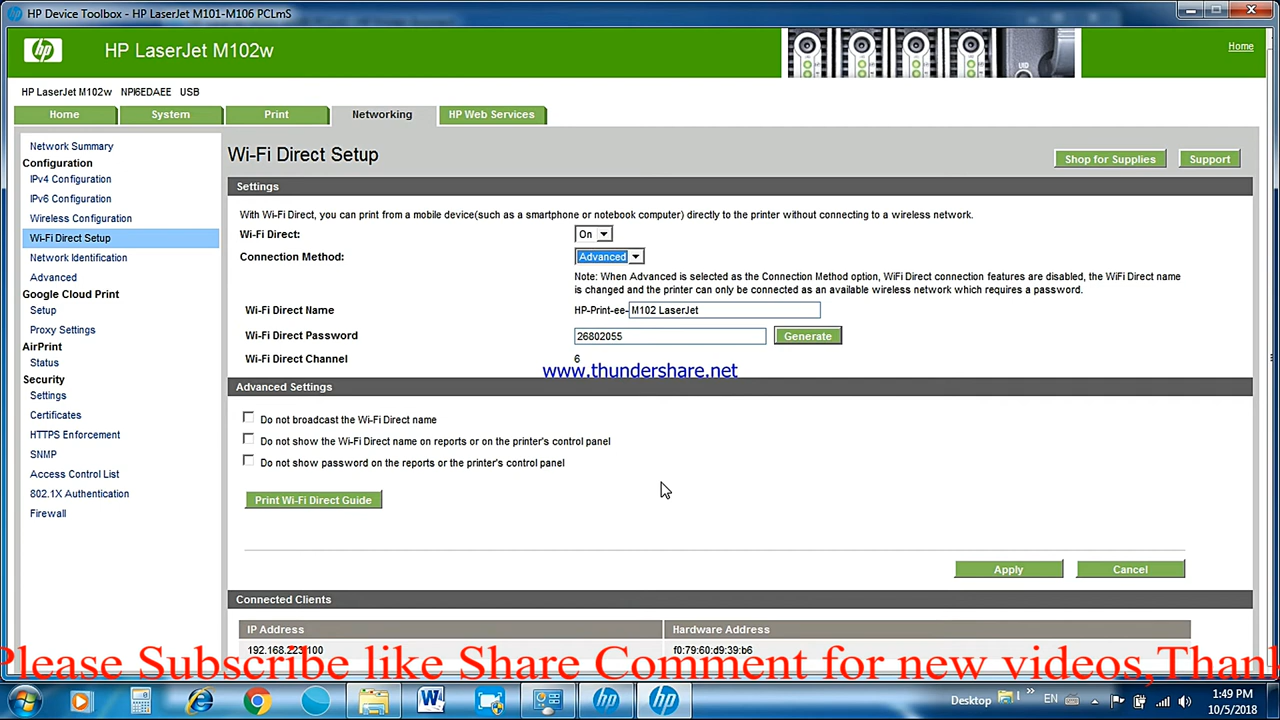 HP Device Toolbox - HP LaserJet M101-M106 PCLmS
hp HP LaserJet M102w
UID
Home
HP LaserJet M102w NPI6EDAEE USB
Home System Print Networking HP Web Services
Network Summary
Configuration
IPv4 Configuration
IPv6 Configuration
Wireless Configuration
Wi-Fi Direct Setup
Network Identification
Advanced
Google Cloud Print
Setup
Proxy Settings
AirPrint
Status
Security
Settings
Certificates
HTTPS Enforcement
SNMP
Access Control List
802.1X Authentication
Firewall
Wi-Fi Direct Setup
Shop for Supplies Support
Settings
With Wi-Fi Direct, you can print from a mobile device(such as a smartphone or notebook computer) directly to the printer without connecting to a wireless network.
Wi-Fi Direct: On
Connection Method: Advanced
Note: When Advanced is selected as the Connection Method option, WiFi Direct connection features are disabled, the WiFi Direct name
is changed and the printer can only be connected as an available wireless network which requires a password.
Wi-Fi Direct Name HP-Print-ee-M102 LaserJet
Wi-Fi Direct Password 26802055 Generate
Wi-Fi Direct Channel 6
www.thundershare.net
Advanced Settings
Do not broadcast the Wi-Fi Direct name
Do not show the Wi-Fi Direct name on reports or on the printer's control panel
Do not show password on the reports or the printer's control panel
Print Wi-Fi Direct Guide
Apply Cancel
Connected Clients
IP Address Hardware Address
192.168.223.100 f0:79:60:d9:39:b6
Please Subscribe like Share Comment for new videos,Thank
Desktop EN 1:49 PM
10/5/2018